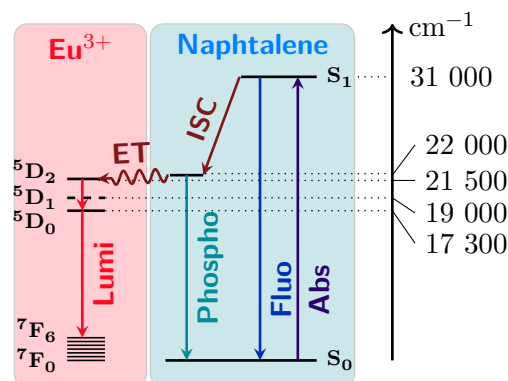 Eu³⁺
Naphtalene
cm⁻¹
S₁
31 000
ISC
ET
22 000
⁵D₂
21 500
⁵D₁
19 000
⁵D₀
17 300
Lumi
Phospho
Fluo
Abs
⁷F₆
⁷F₀
S₀